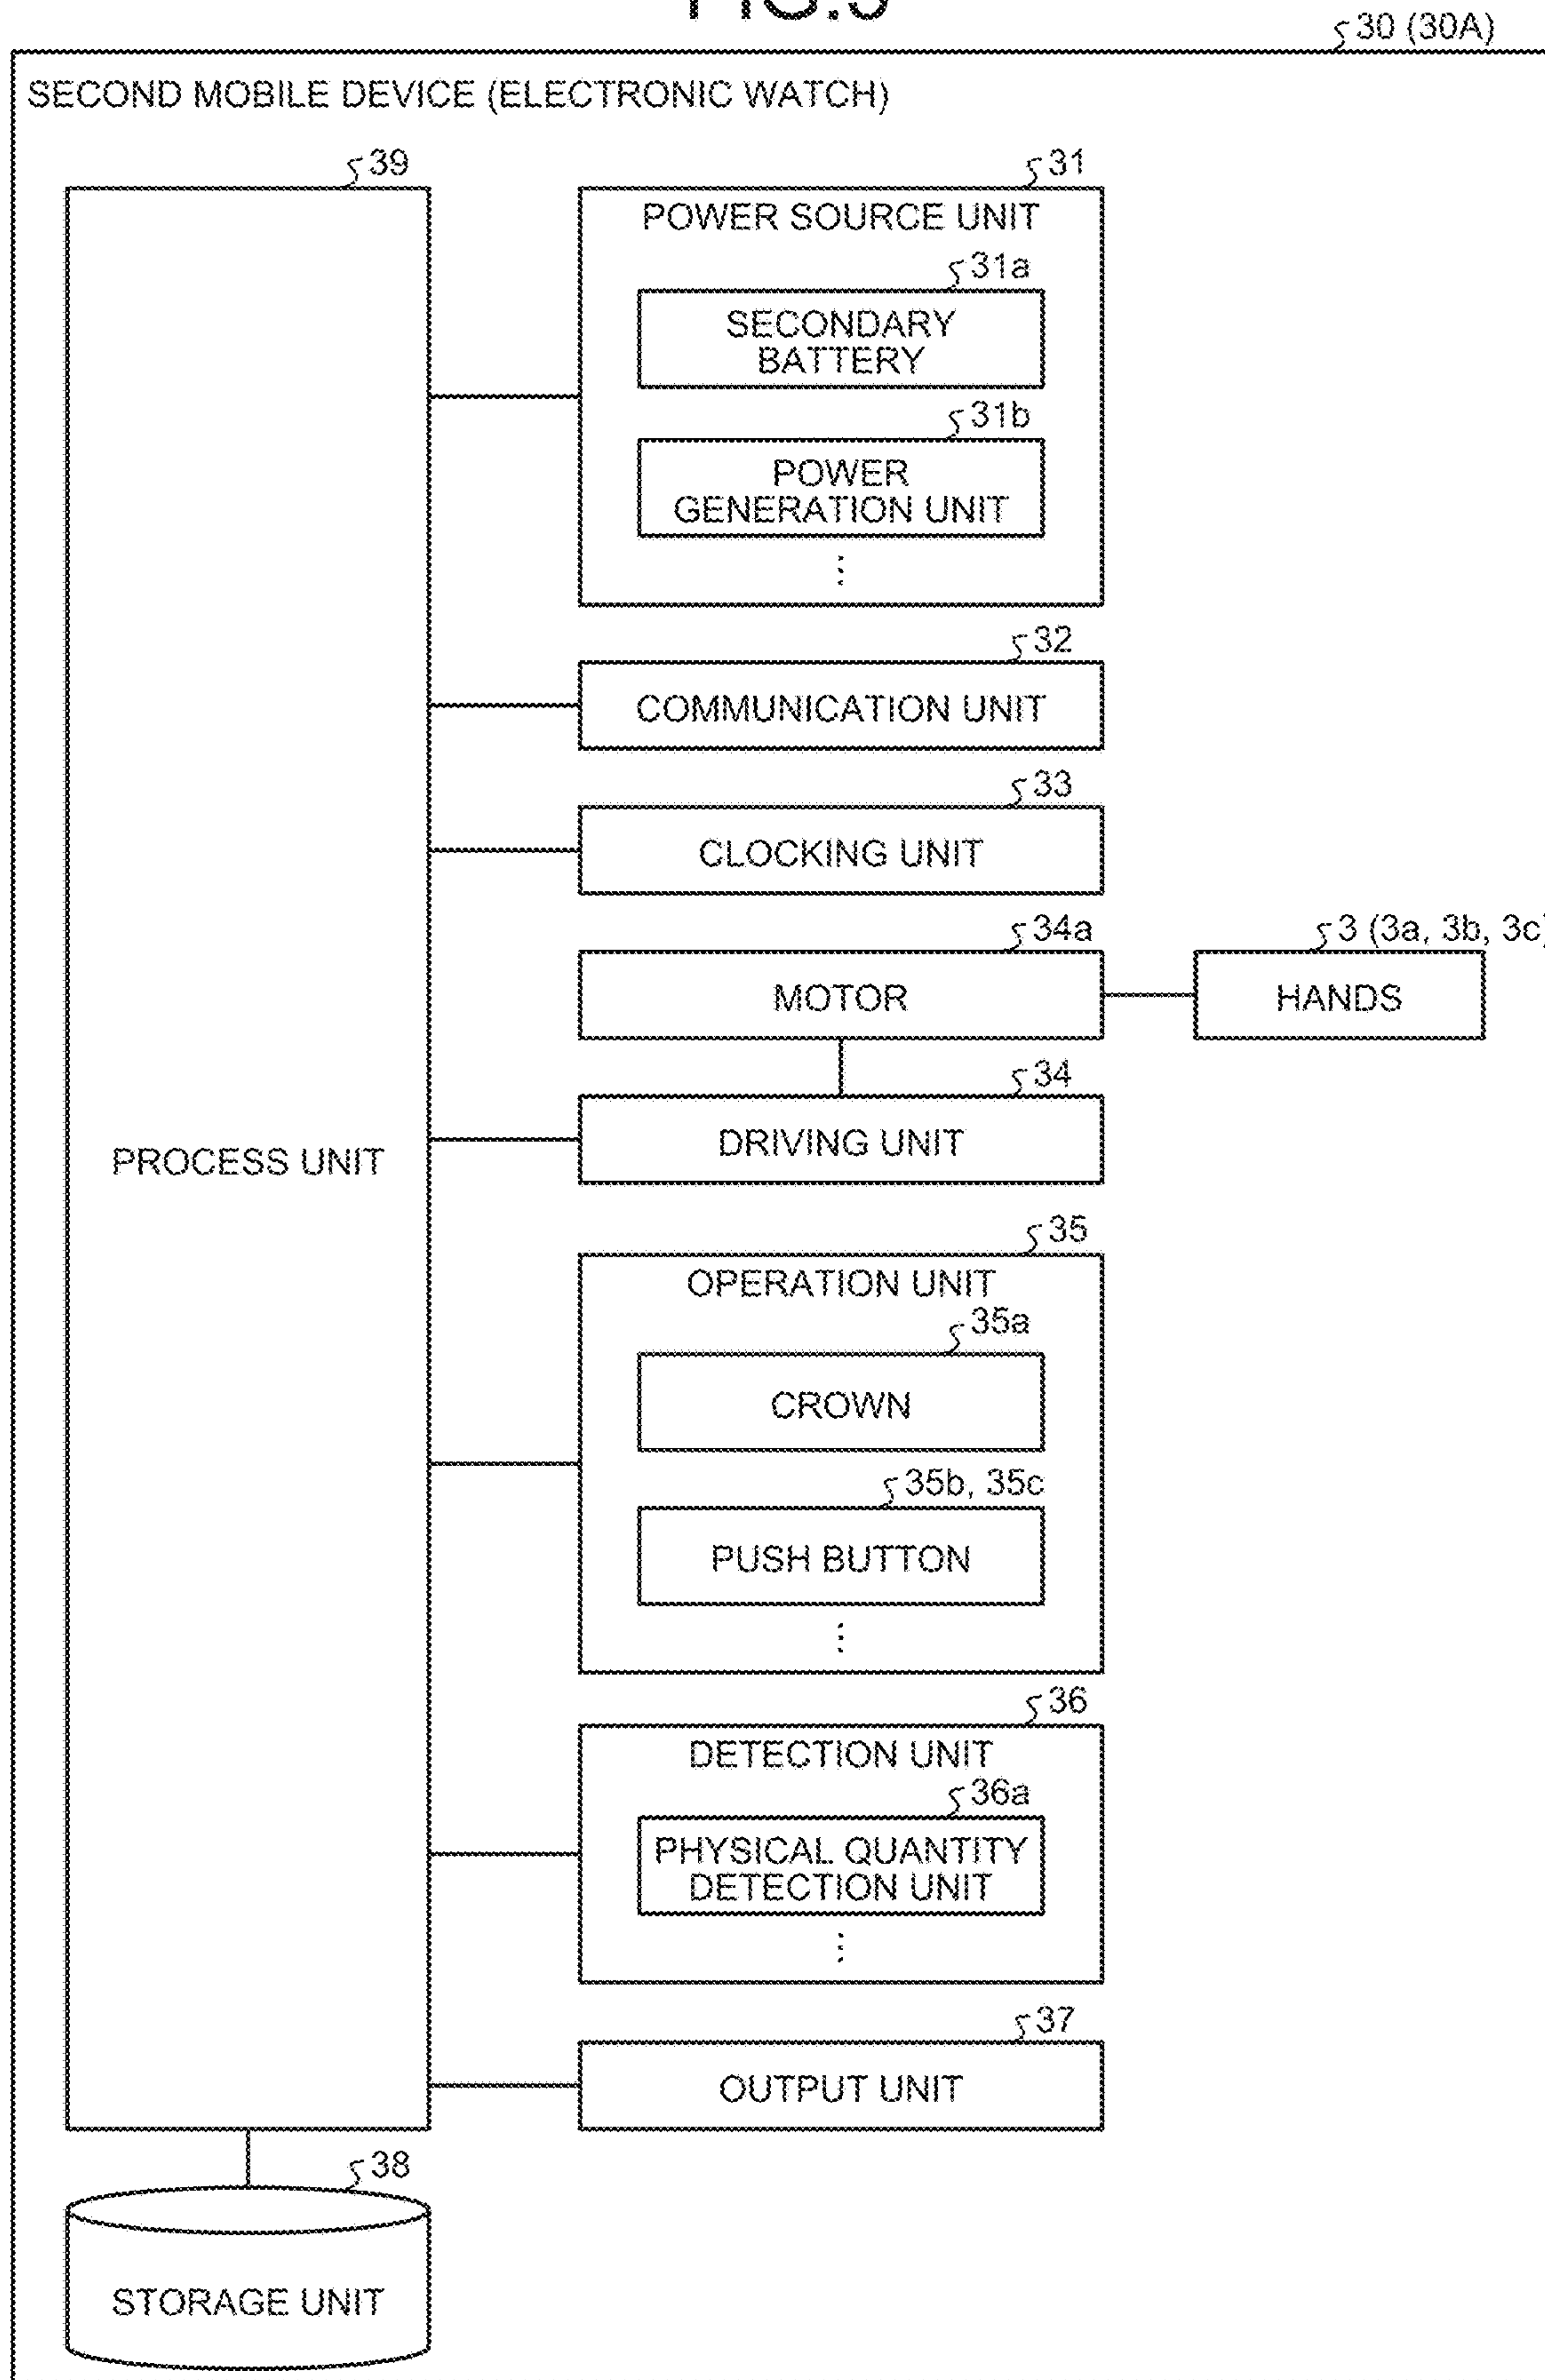 30 (30A)
SECOND MOBILE DEVICE (ELECTRONIC WATCH)
39
31
POWER SOURCE UNIT
31a
SECONDARY
BATTERY
31b
POWER
GENERATION UNIT
32
COMMUNICATION UNIT
33
CLOCKING UNIT
34a
MOTOR
3 (3a, 3b, 3c)
HANDS
34
DRIVING UNIT
PROCESS UNIT
35
OPERATION UNIT
35a
CROWN
35b, 35c
PUSH BUTTON
36
DETECTION UNIT
36a
PHYSICAL QUANTITY
DETECTION UNIT
37
OUTPUT UNIT
38
STORAGE UNIT